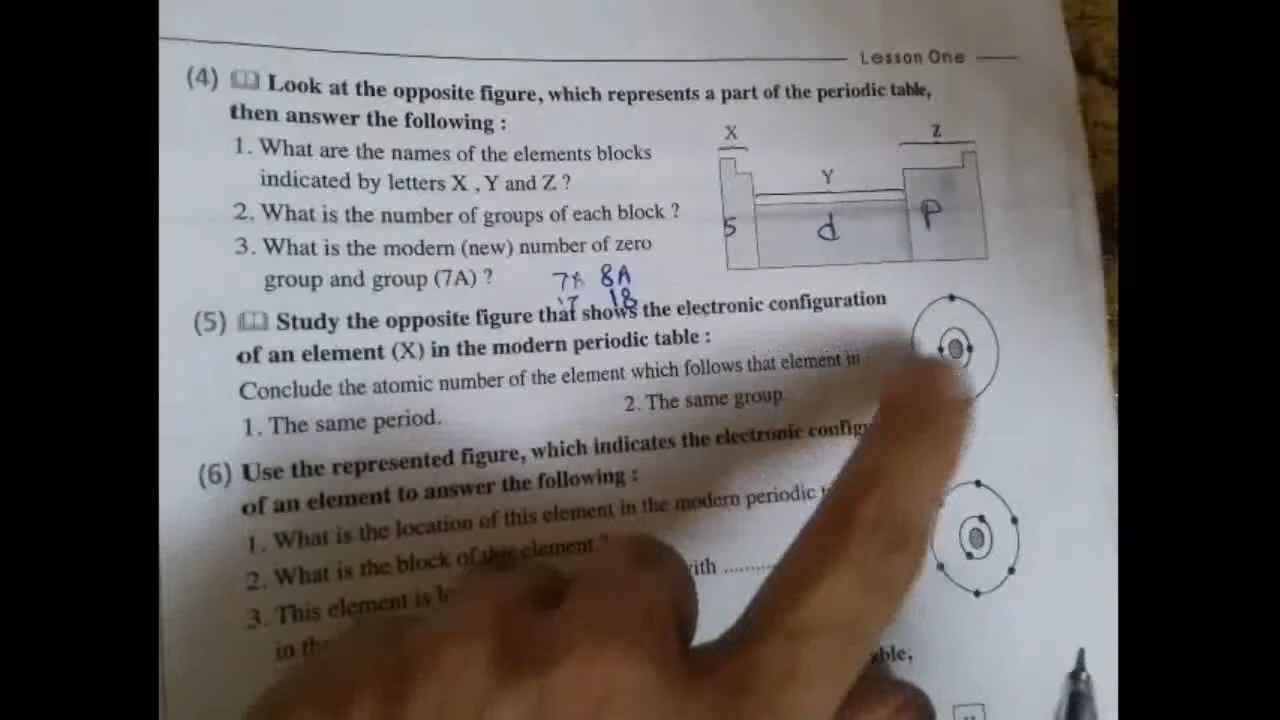 Lesson One
(4) Look at the opposite figure, which represents a part of the periodic table,
then answer the following :
1. What are the names of the elements blocks
indicated by letters X , Y and Z ?
2. What is the number of groups of each block ?
3. What is the modern (new) number of zero
group and group (7A) ?
7A 8A
17 18
X
Y
Z
S
d
P
(5) Study the opposite figure that shows the electronic configuration
of an element (X) in the modern periodic table :
Conclude the atomic number of the element which follows that element in
1. The same period.
2. The same group.
(6) Use the represented figure, which indicates the electronic
of an element to answer the following :
1. What is the location of this element in the modern periodic
2. What is the block of this element ?
3. This element is
with ..........
in